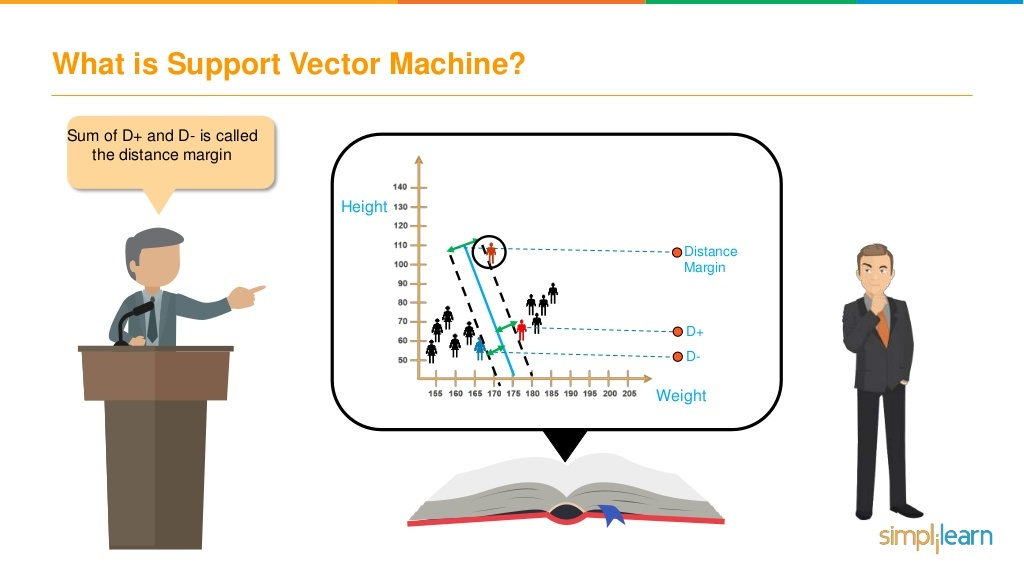 What is Support Vector Machine?
Sum of D+ and D- is called
the distance margin
Height
140
130
120
110
100
90
80
70
60
50
155 160 165 170 175 180 185 190 195 200 205
Weight
Distance
Margin
D+
D-
simplilearn